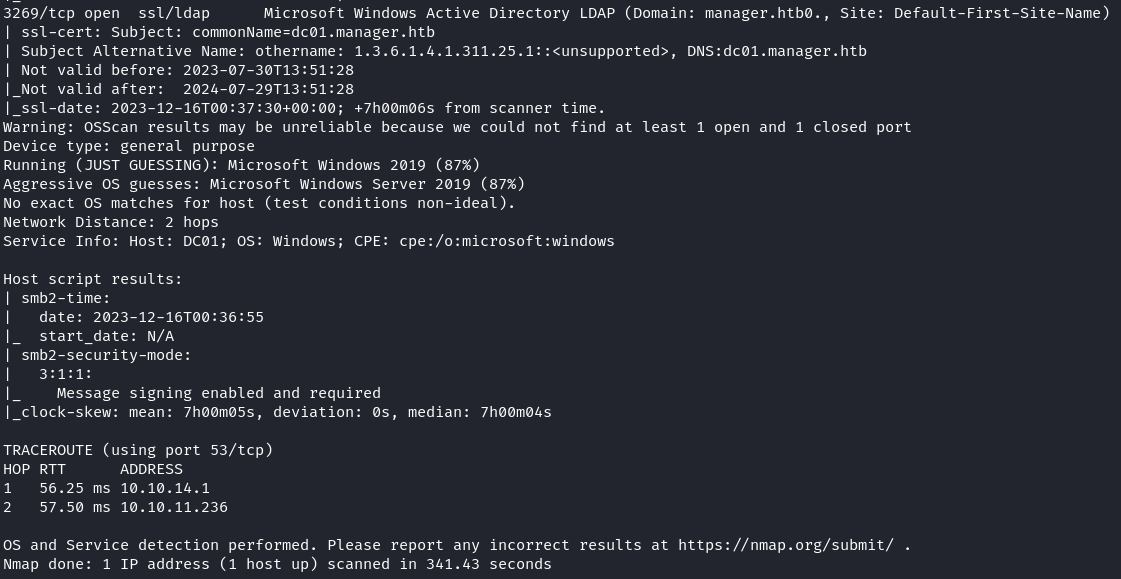 3269/tcp open  ssl/ldap      Microsoft Windows Active Directory LDAP (Domain: manager.htb0., Site: Default-First-Site-Name)
| ssl-cert: Subject: commonName=dc01.manager.htb
| Subject Alternative Name: othername: 1.3.6.1.4.1.311.25.1::<unsupported>, DNS:dc01.manager.htb
| Not valid before: 2023-07-30T13:51:28
|_Not valid after:  2024-07-29T13:51:28
|_ssl-date: 2023-12-16T00:37:30+00:00; +7h00m06s from scanner time.
Warning: OSScan results may be unreliable because we could not find at least 1 open and 1 closed port
Device type: general purpose
Running (JUST GUESSING): Microsoft Windows 2019 (87%)
Aggressive OS guesses: Microsoft Windows Server 2019 (87%)
No exact OS matches for host (test conditions non-ideal).
Network Distance: 2 hops
Service Info: Host: DC01; OS: Windows; CPE: cpe:/o:microsoft:windows

Host script results:
| smb2-time:
|   date: 2023-12-16T00:36:55
|_  start_date: N/A
| smb2-security-mode:
|   3:1:1:
|_    Message signing enabled and required
|_clock-skew: mean: 7h00m05s, deviation: 0s, median: 7h00m04s

TRACEROUTE (using port 53/tcp)
HOP RTT      ADDRESS
1   56.25 ms 10.10.14.1
2   57.50 ms 10.10.11.236

OS and Service detection performed. Please report any incorrect results at https://nmap.org/submit/ .
Nmap done: 1 IP address (1 host up) scanned in 341.43 seconds